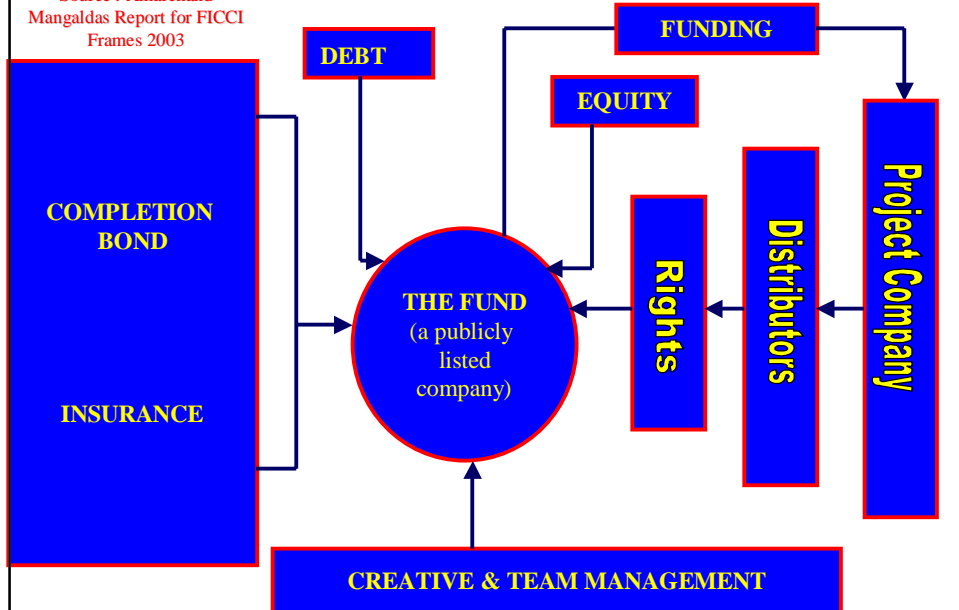 Mangaldas Report for FICCI
Frames 2003
DEBT
FUNDING
EQUITY
COMPLETION
BOND
INSURANCE
THE FUND
(a publicly
listed
company)
Rights
Distributors
Project Company
CREATIVE & TEAM MANAGEMENT